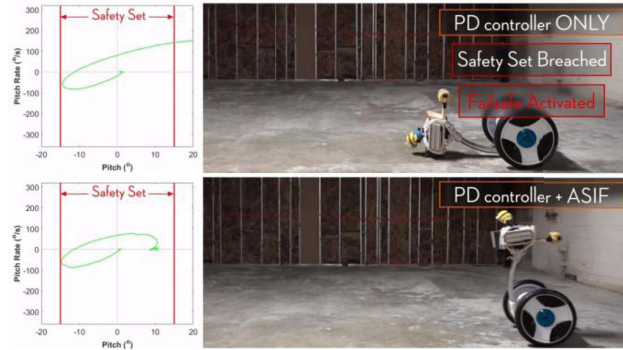 Safety Set
Pitch Rate (°/s)
300
200
100
0
-100
-200
-300
-20
-10
0
10
20
Pitch (°)
PD controller ONLY
Safety Set Breached
Failsafe Activated
Safety Set
Pitch Rate (°/s)
300
200
100
0
-100
-200
-300
-20
-10
0
10
20
Pitch (°)
PD controller + ASIF